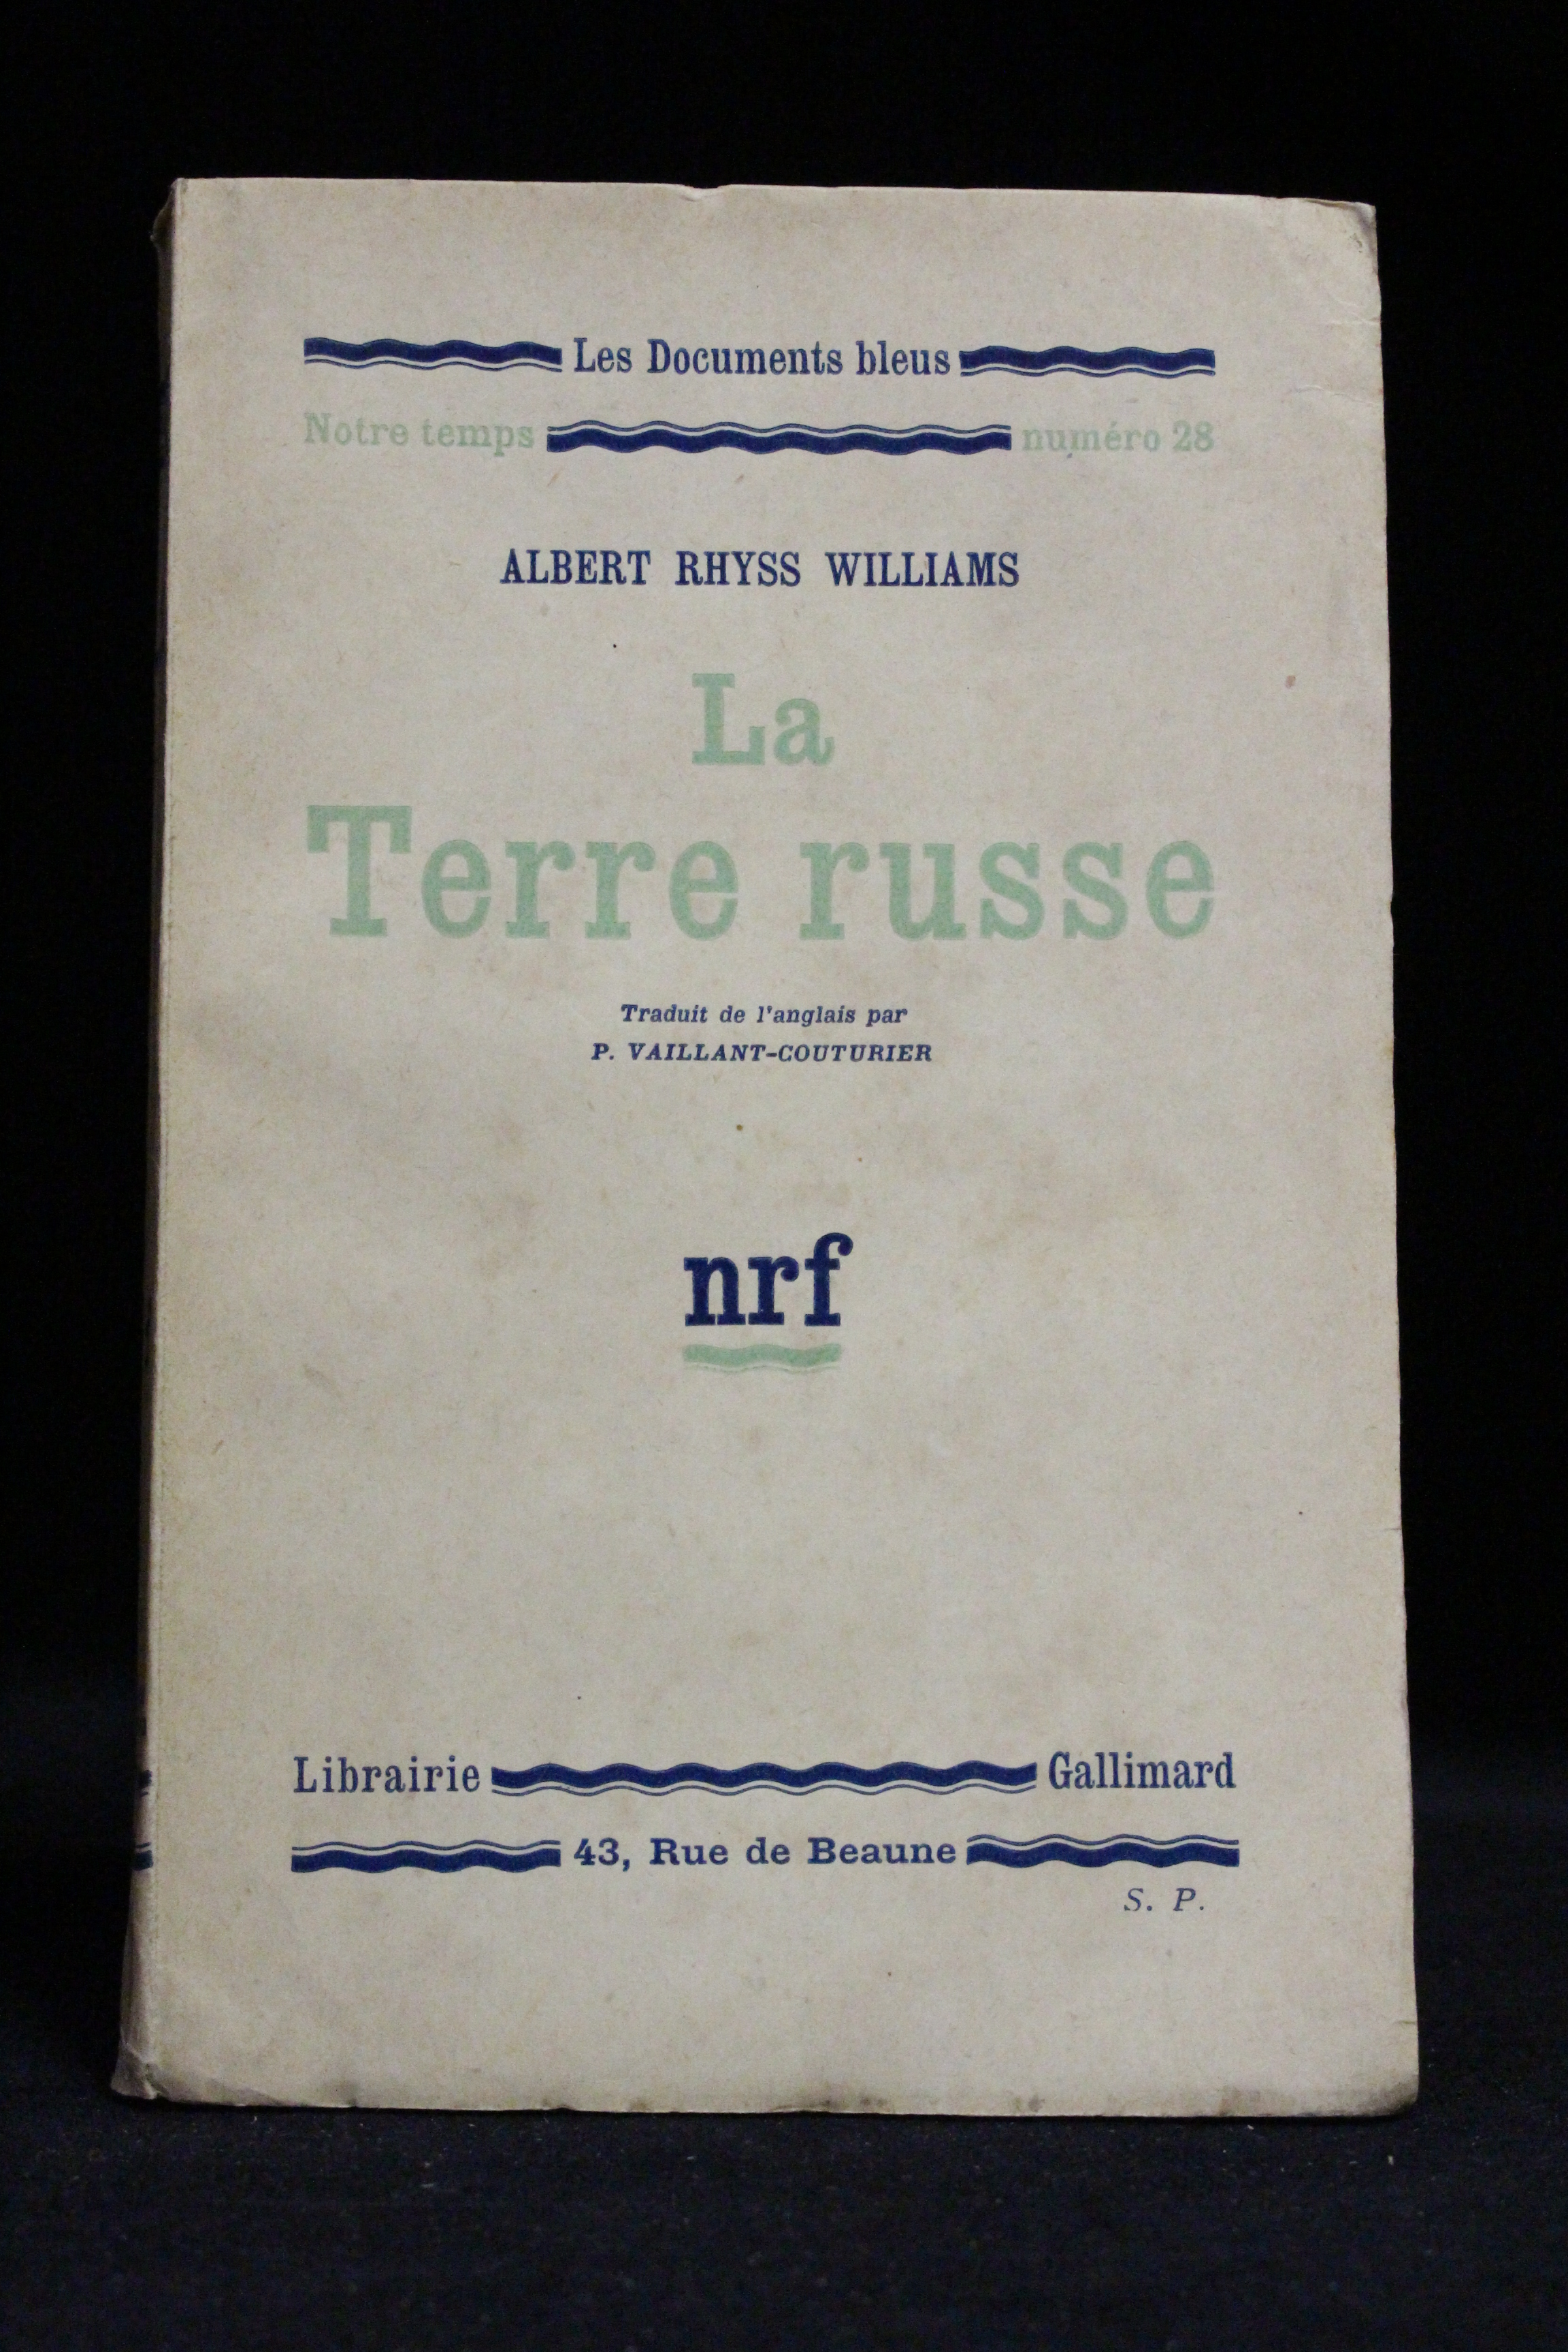 Les Documents bleus
Notre temps numéro 28
ALBERT RHYSS WILLIAMS
La
Terre russe
Traduit de l'anglais par
P. VAILLANT-COUTURIER
nrf
Librairie Gallimard
43, Rue de Beaune
S. P.